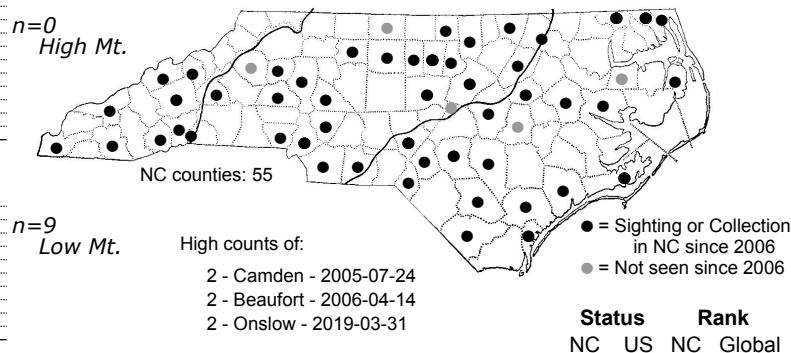 n=0
High Mt.
NC counties: 55
n=9
Low Mt.
High counts of:
2 - Camden - 2005-07-24
2 - Beaufort - 2006-04-14
2 - Onslow - 2019-03-31
= Sighting or Collection
in NC since 2006
= Not seen since 2006
Status Rank
NC US NC Global